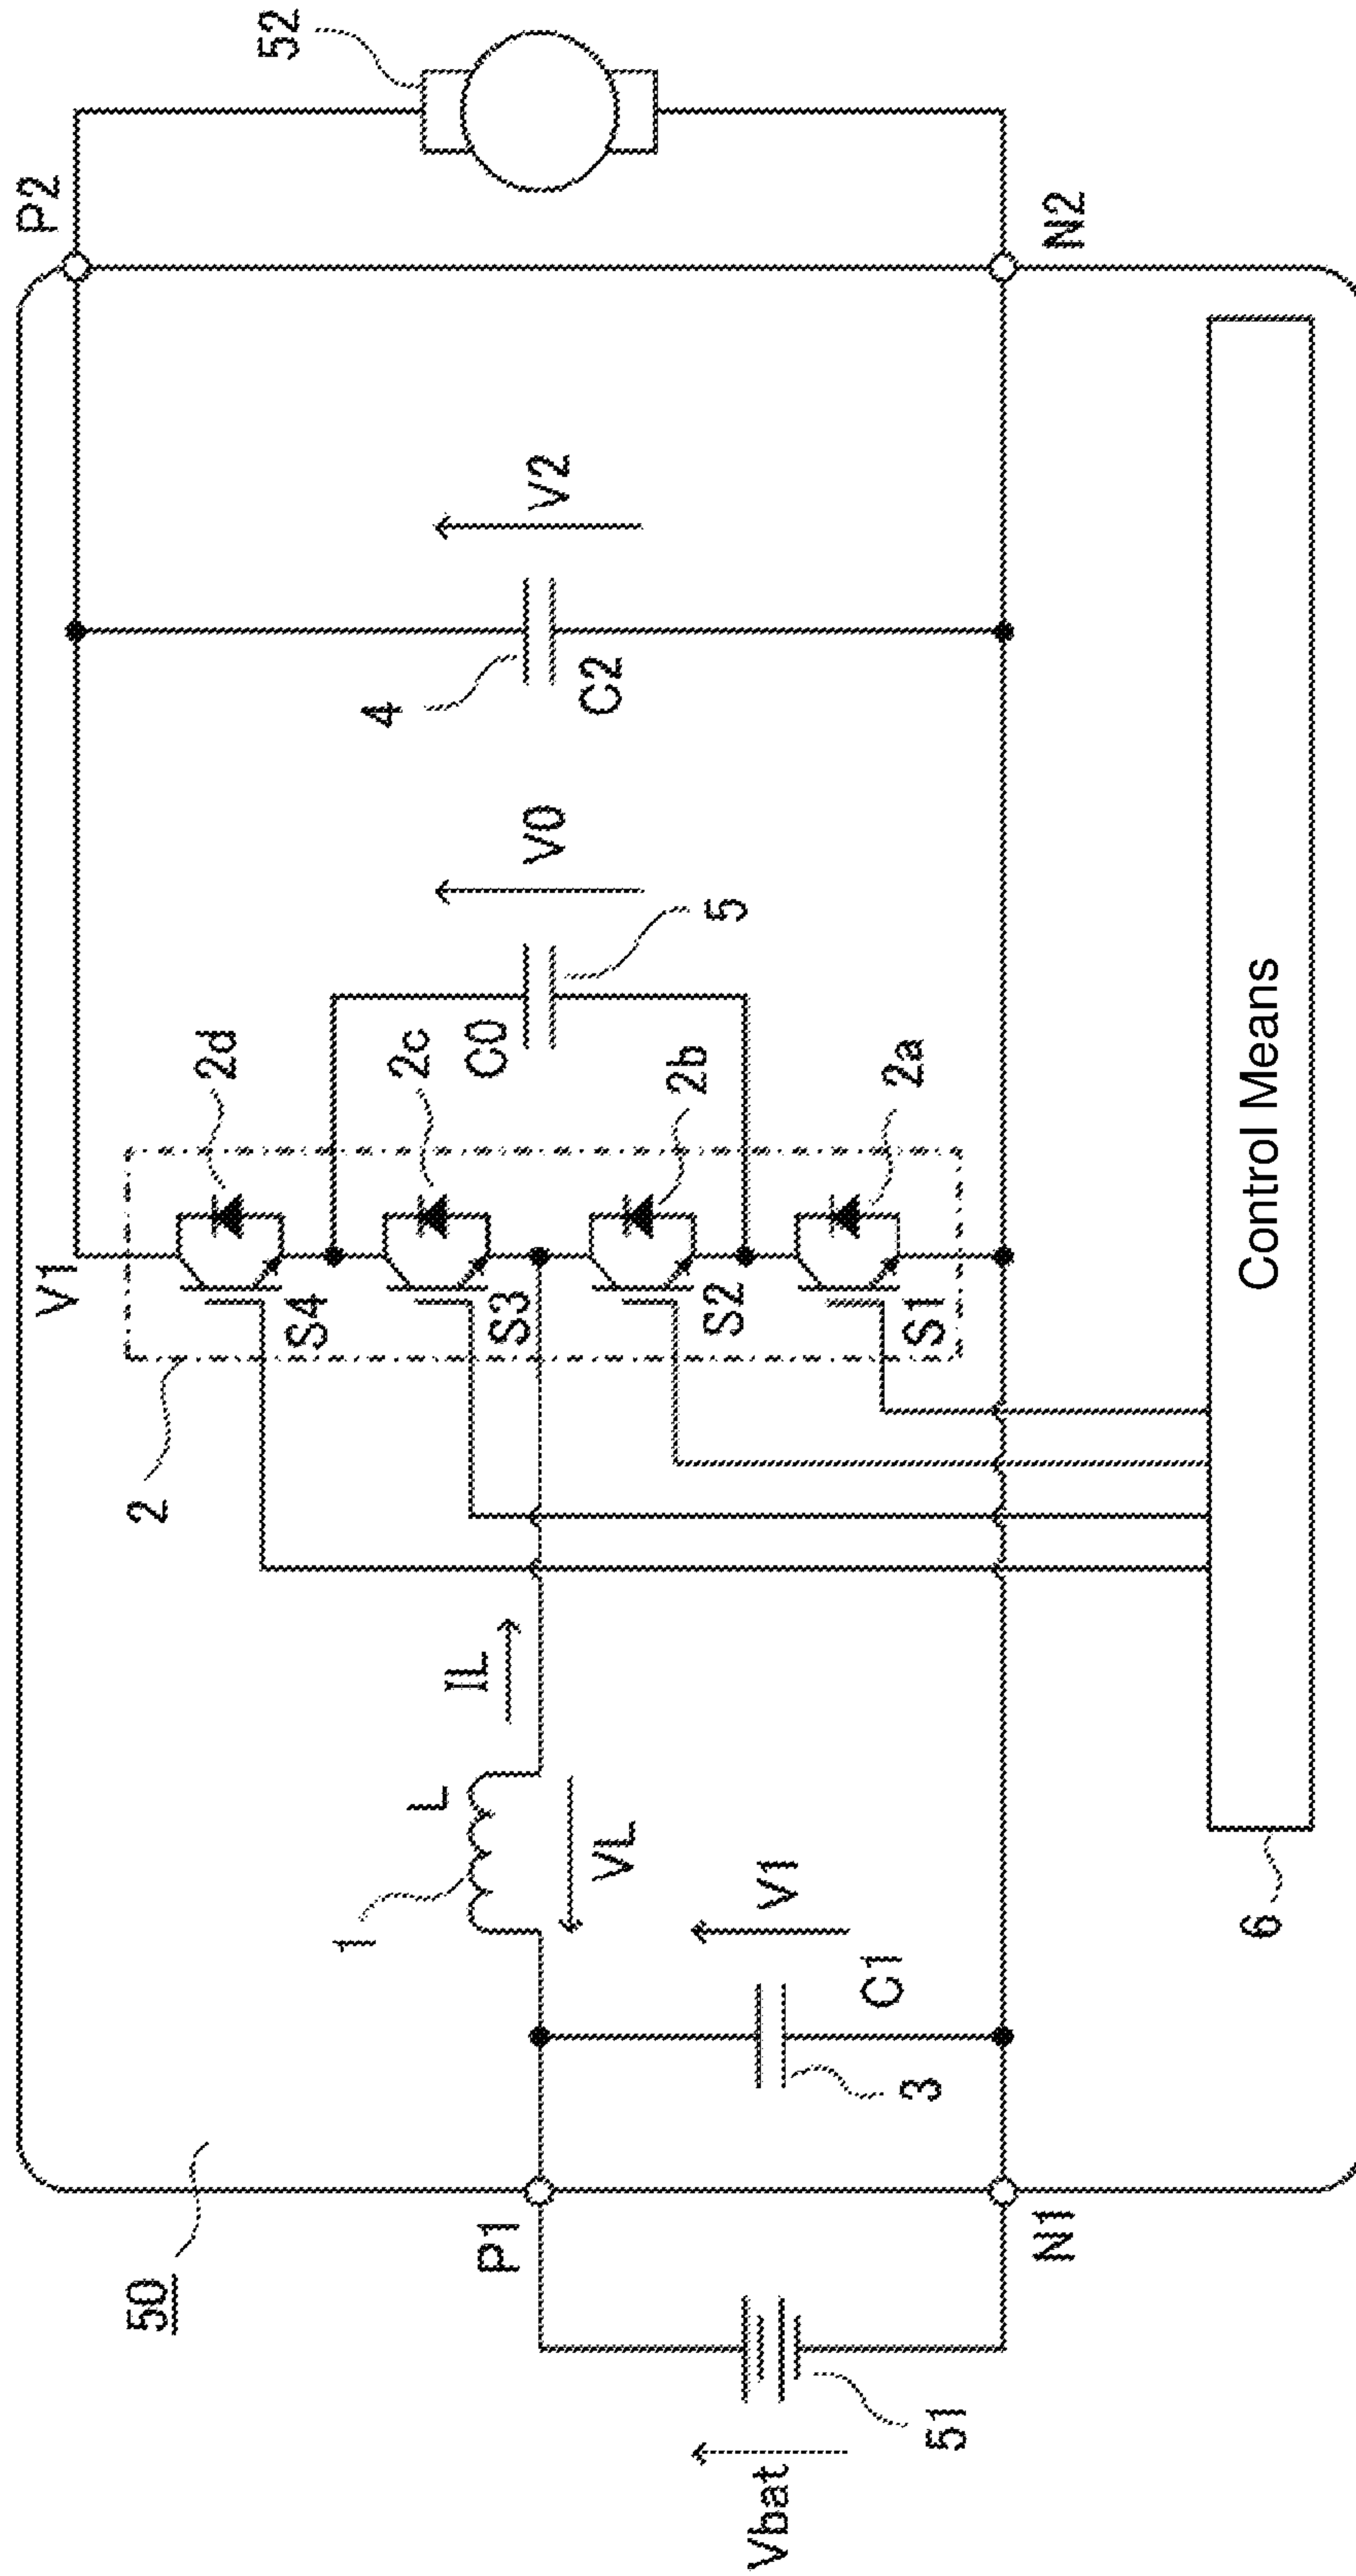 50
P2
52
V1
2
2d
S4
4
V2
C2
1
L
IL
2c
C0
V0
S3
5
VL
2b
S2
P1
V1
C1
3
2a
S1
Vbat
51
N1
N2
Control Means
6